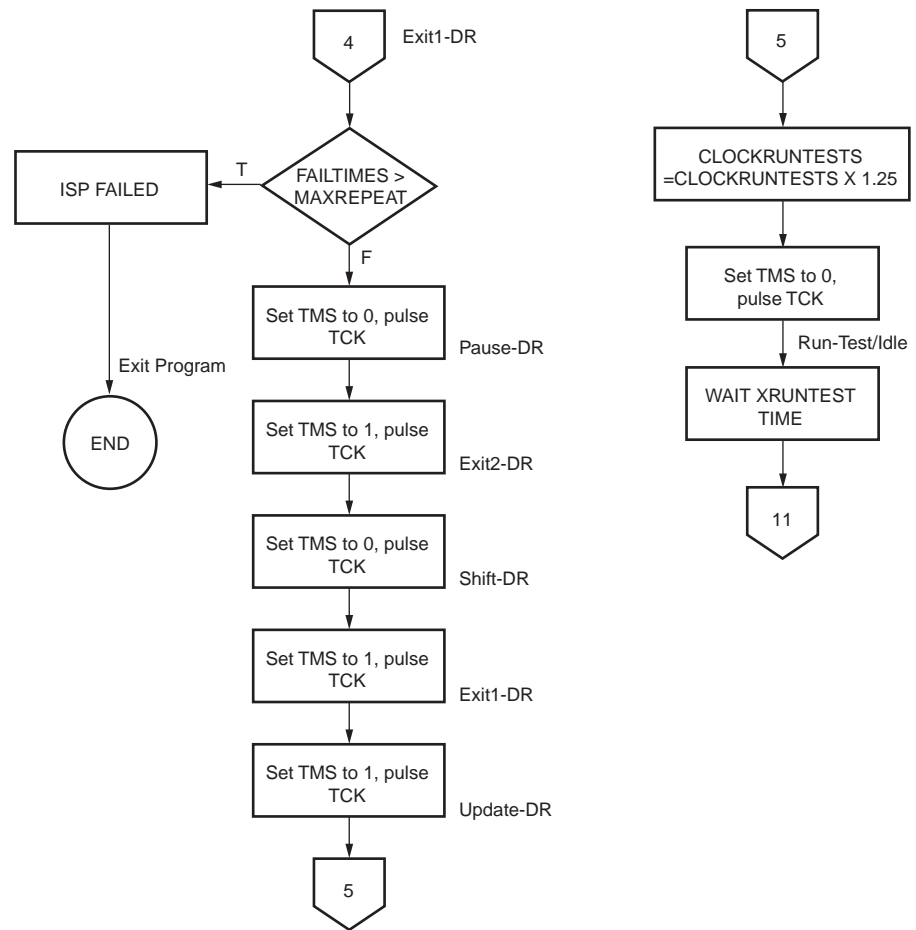 4
Exit1-DR
T
FAILTIMES >
MAXREPEAT
ISP FAILED
F
Exit Program
END
Set TMS to 0, pulse
TCK
Pause-DR
Set TMS to 1, pulse
TCK
Exit2-DR
Set TMS to 0, pulse
TCK
Shift-DR
Set TMS to 1, pulse
TCK
Exit1-DR
Set TMS to 1, pulse
TCK
Update-DR
5
5
CLOCKRUNTESTS
=CLOCKRUNTESTS X 1.25
Set TMS to 0,
pulse TCK
Run-Test/Idle
WAIT XRUNTEST
TIME
11